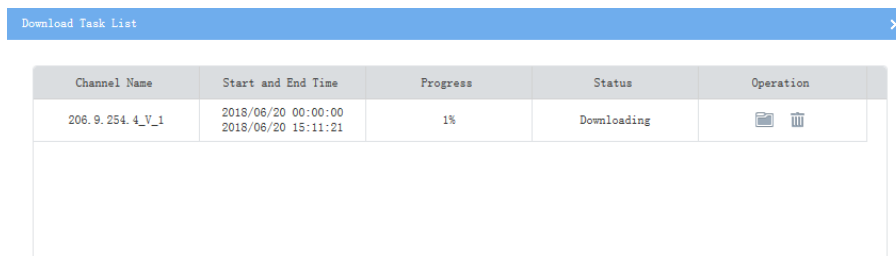 Download Task List
Channel Name Start and End Time Progress Status Operation
206.9.254.4_V_1 2018/06/20 00:00:00 1% Downloading
2018/06/20 15:11:21